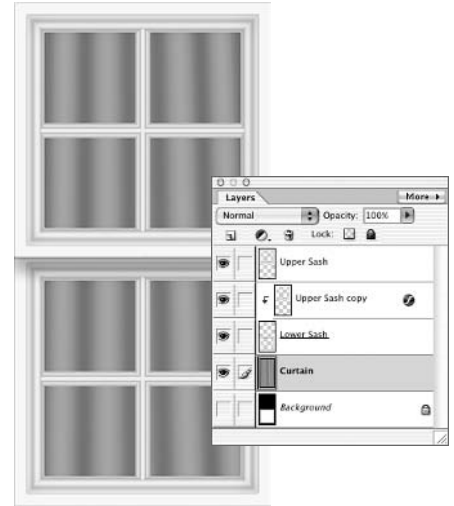 Layers
More
Normal
Opacity: 100%
Lock:
Upper Sash
Upper Sash copy
Lower Sash
Curtain
Background